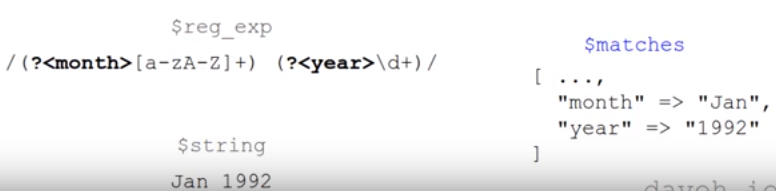 $reg_exp
/(?<month>[a-zA-Z]+) (?<year>\d+)/
$string
Jan 1992
$matches
[ ...,
"month" => "Jan",
"year" => "1992"
]